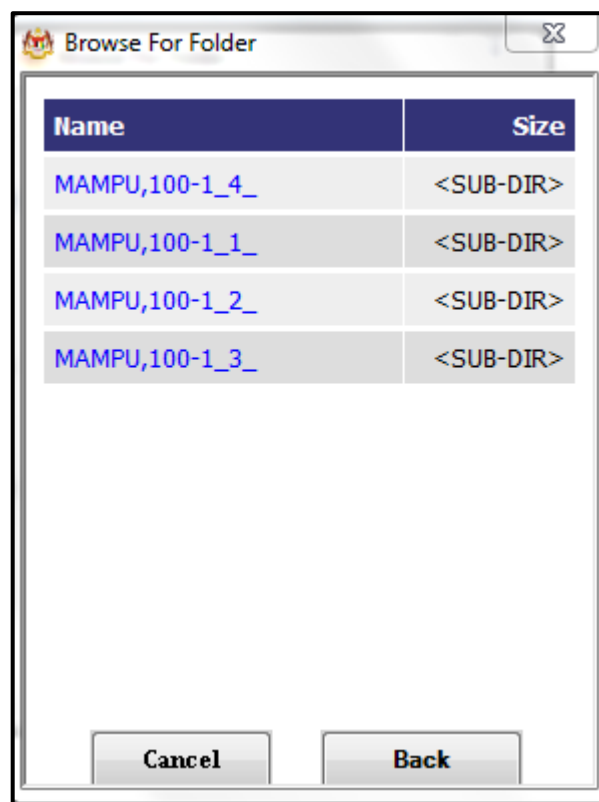 Browse For Folder
Name Size
MAMPU,100-1_4_ <SUB-DIR>
MAMPU,100-1_1_ <SUB-DIR>
MAMPU,100-1_2_ <SUB-DIR>
MAMPU,100-1_3_ <SUB-DIR>
Cancel Back